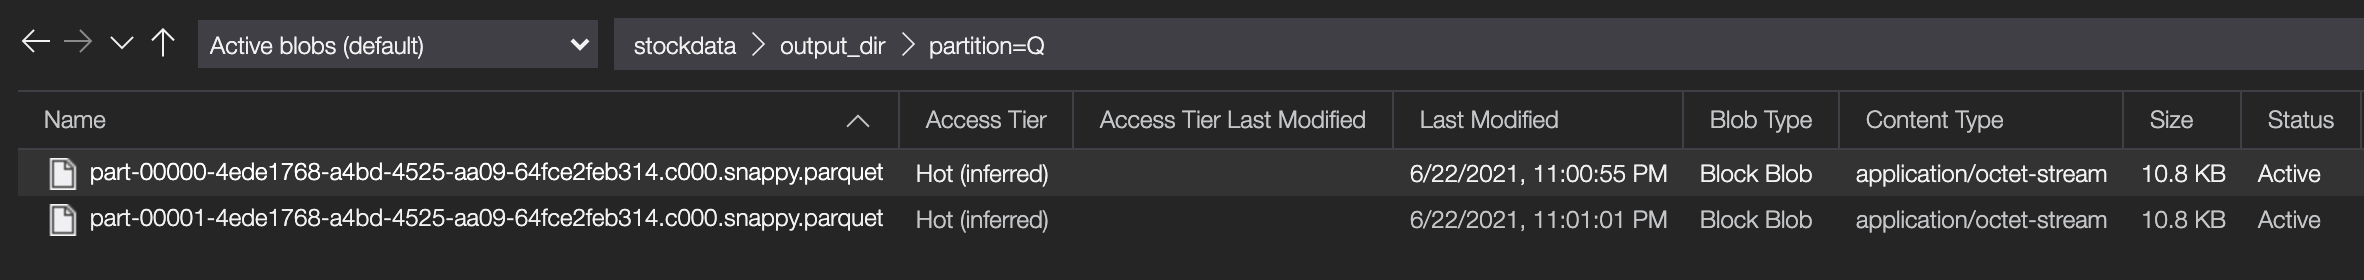 Active blobs (default) stockdata output_dir partition=Q
Name Access Tier Access Tier Last Modified Last Modified Blob Type Content Type Size Status
part-00000-4ede1768-a4bd-4525-aa09-64fce2feb314.c000.snappy.parquet Hot (inferred) 6/22/2021, 11:00:55 PM Block Blob application/octet-stream 10.8 KB Active
part-00001-4ede1768-a4bd-4525-aa09-64fce2feb314.c000.snappy.parquet Hot (inferred) 6/22/2021, 11:01:01 PM Block Blob application/octet-stream 10.8 KB Active